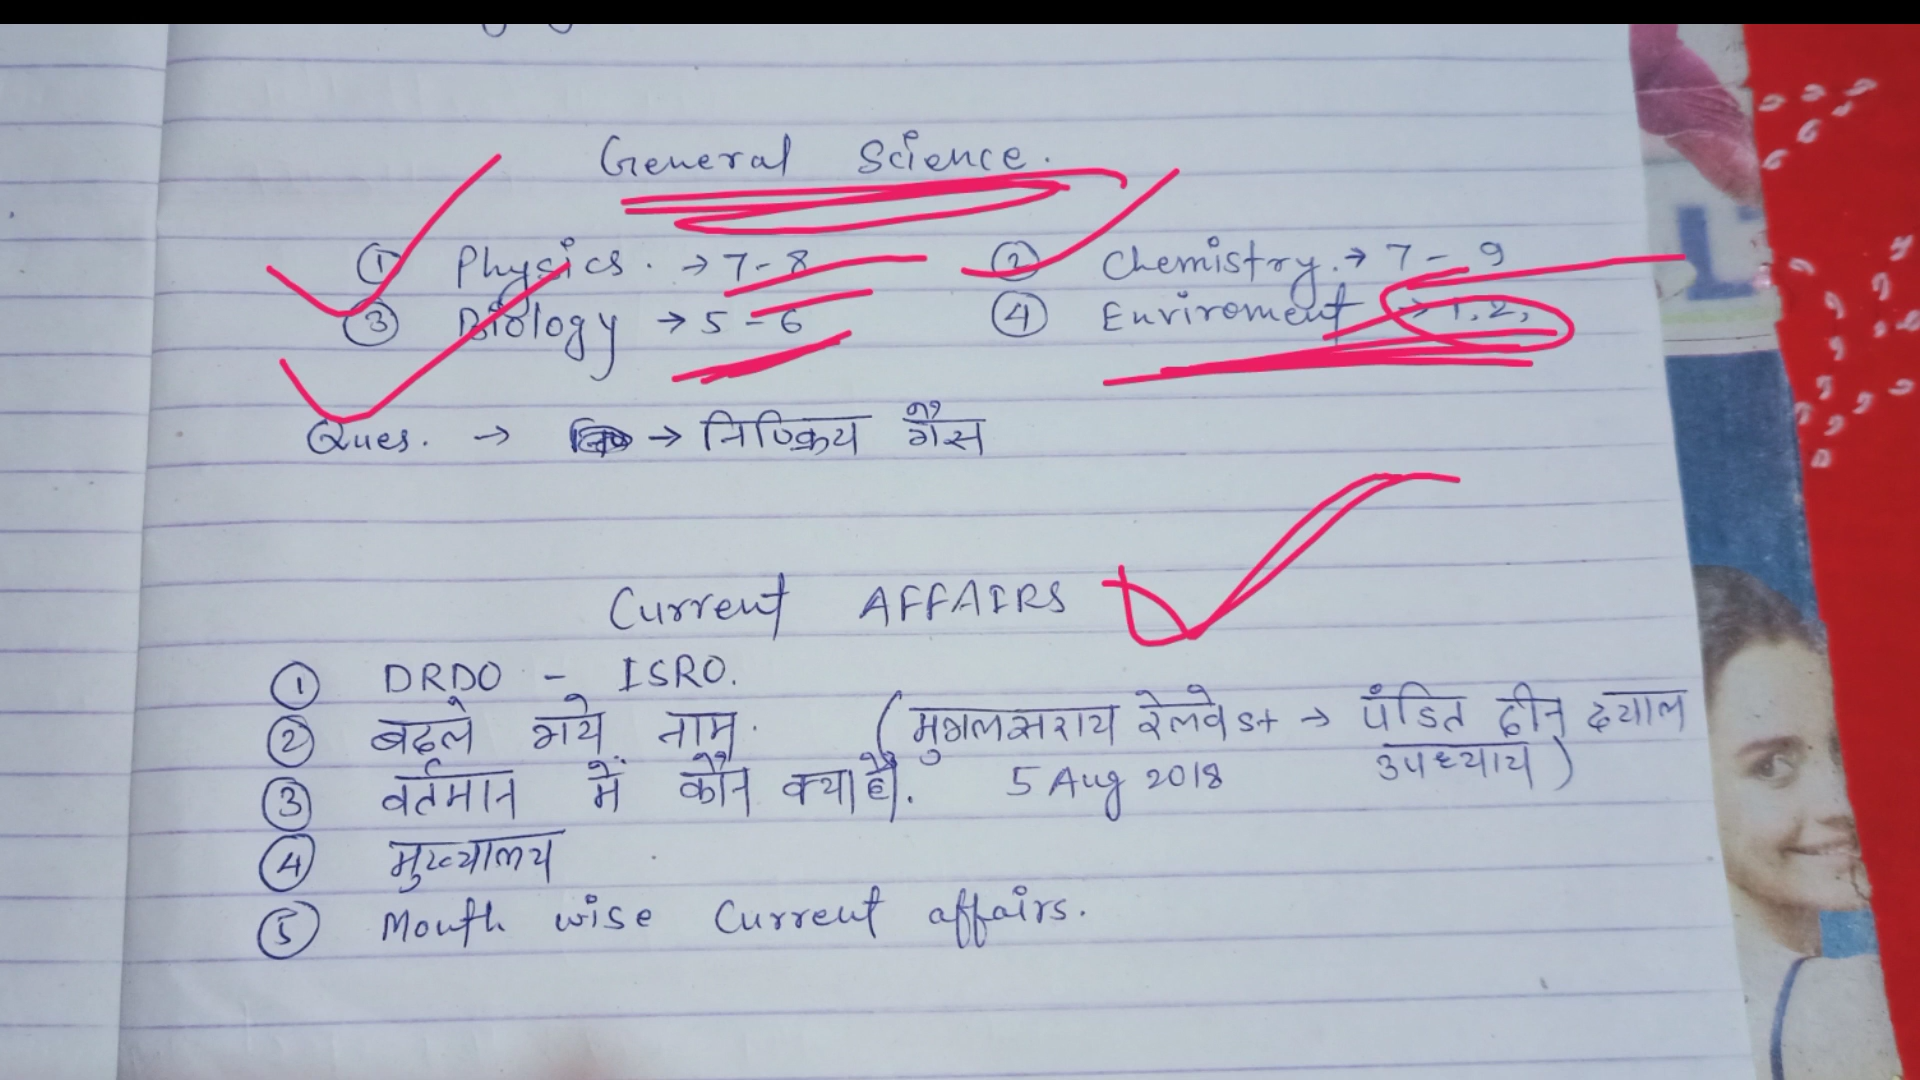 General Science.
① Physics. → 7-8 ② Chemistry. → 7 - 9
③ Biology → 5-6 ④ Enviroment → 1, 2,
Ques. → → निष्क्रिय गैस
Current AFFAIRS
① DRDO - ISRO.
② बदले गये नाम. (मुगलसराय रेलवे st → पंडित दीन दयाल
③ वर्तमान में कौन क्या है. 5 Aug 2018 उपध्याय)
④ मुख्यालय
⑤ Month wise Current affairs.